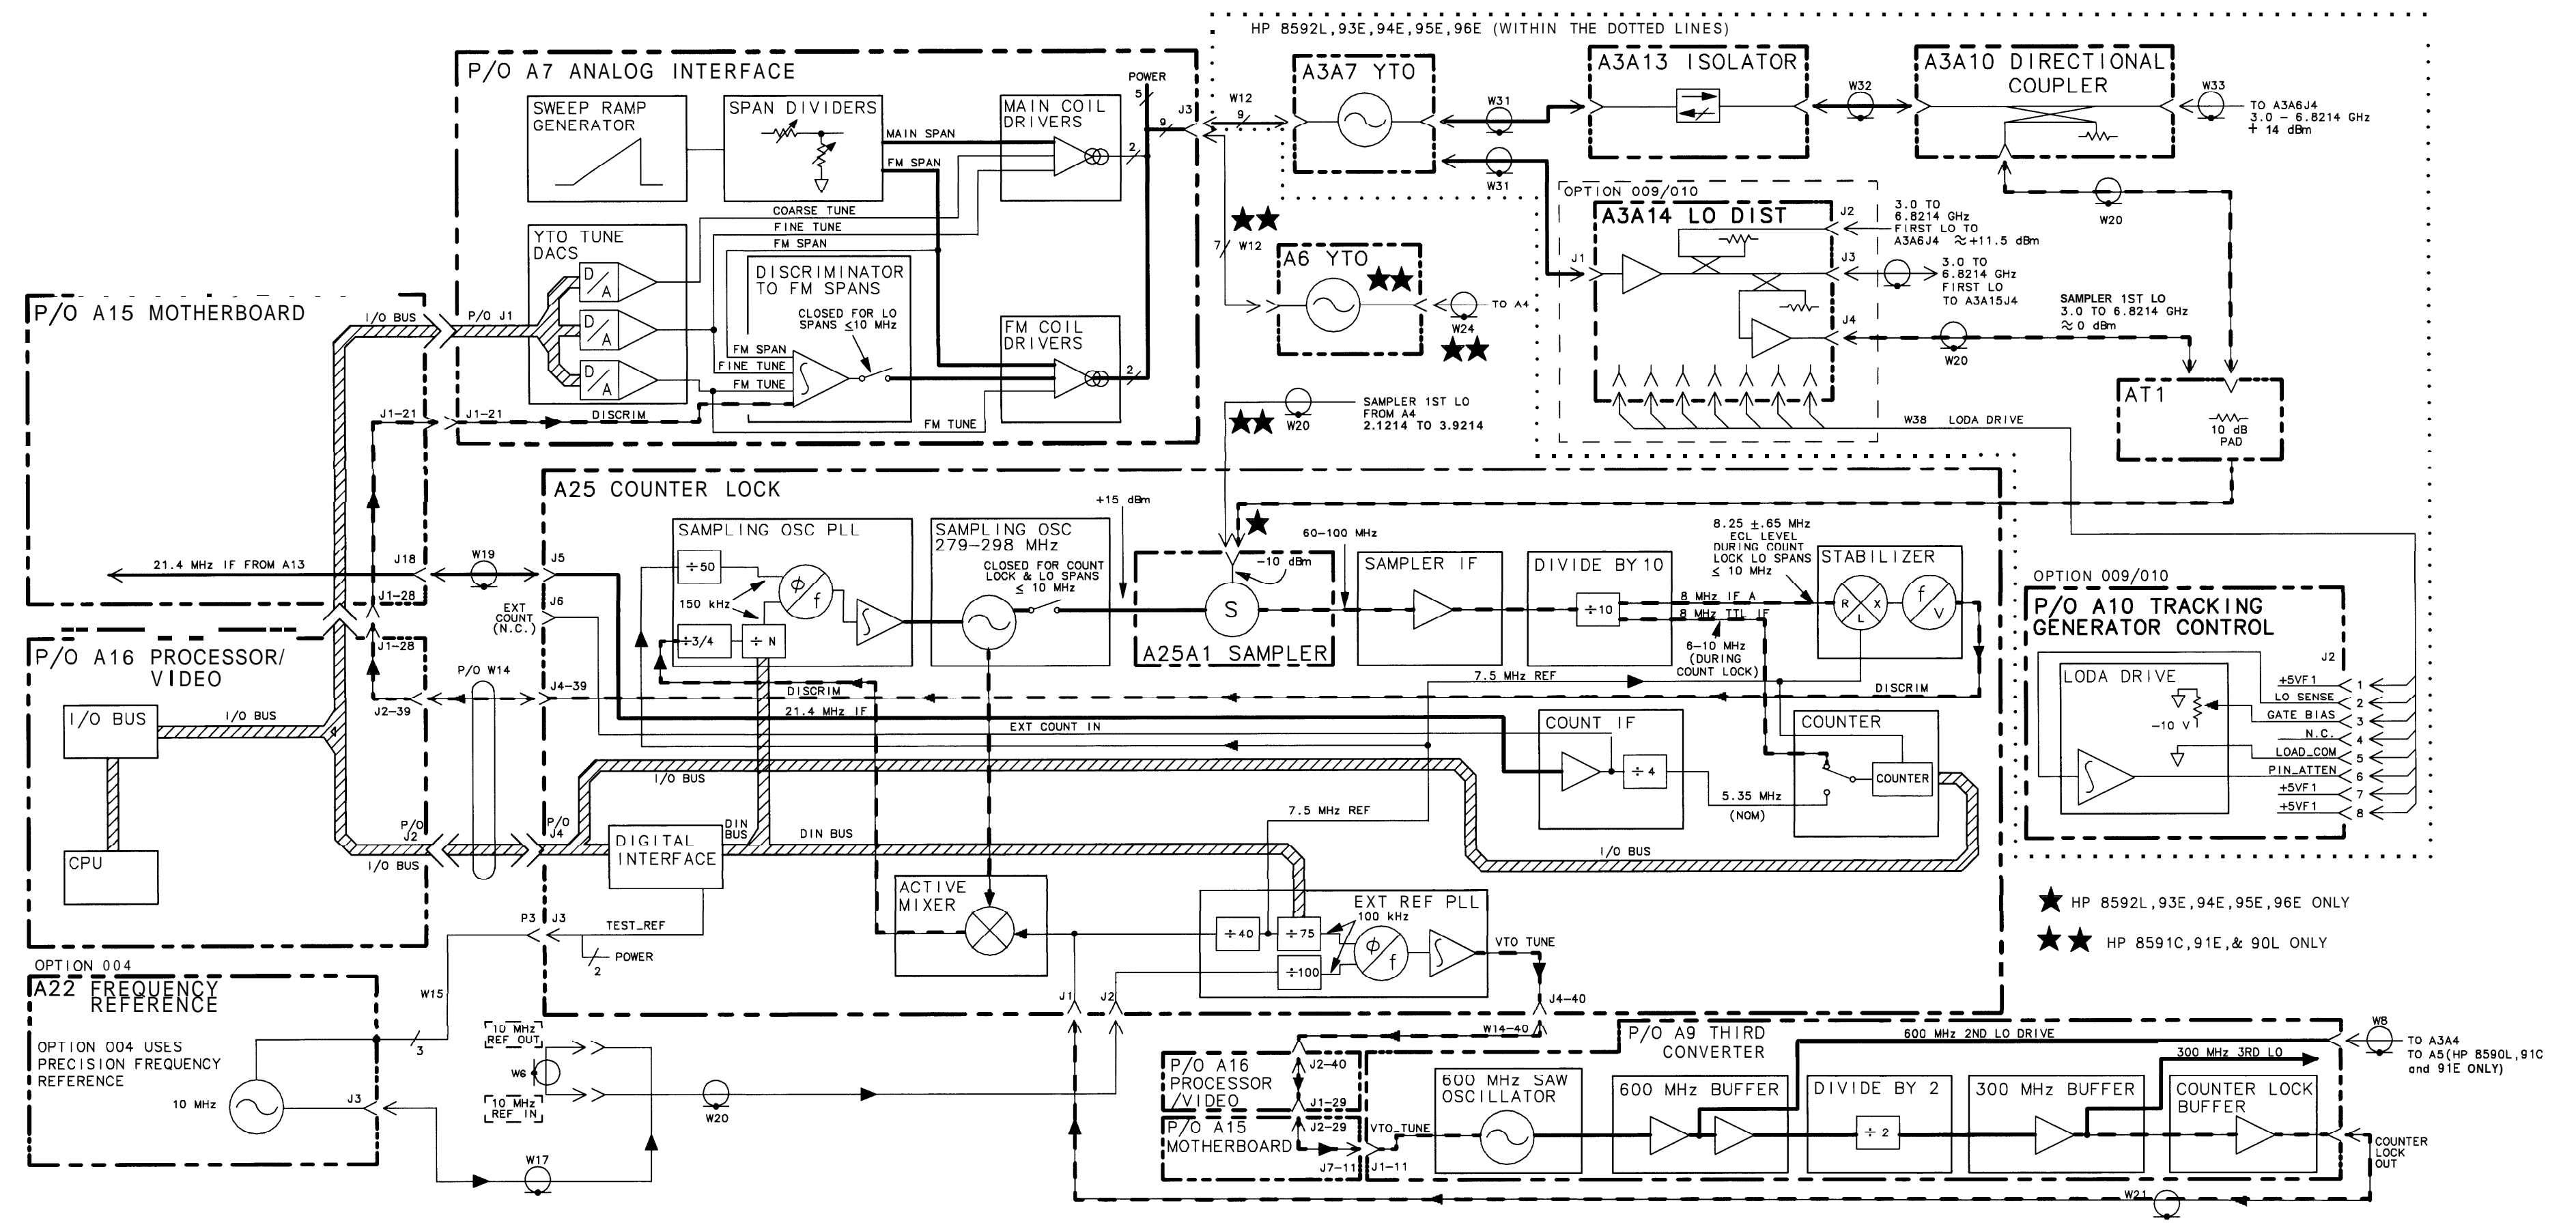 HP 8592L,93E,94E,95E,96E (WITHIN THE DOTTED LINES)
P/O A7 ANALOG INTERFACE
SWEEP RAMP
GENERATOR
SPAN DIVIDERS
MAIN SPAN
FM SPAN
MAIN COIL
DRIVERS
2
POWER
5
9
J3
W12
9
A3A7 YTO
W31
W31
A3A13 ISOLATOR
W32
A3A10 DIRECTIONAL
COUPLER
W33
TO A3A6J4
3.0 - 6.8214 GHz
+ 14 dBm
W20
COARSE TUNE
FINE TUNE
FM SPAN
YTO TUNE
DACS
D/A
D/A
D/A
DISCRIMINATOR
TO FM SPANS
CLOSED FOR LO
SPANS ≤10 MHz
FM SPAN
FINE TUNE
FM TUNE
FM COIL
DRIVERS
2
FM TUNE
J1-21
J1-21
DISCRIM
★★
7
W12
A6 YTO
★★
TO A4
W24
★★
★★
W20
SAMPLER 1ST LO
FROM A4
2.1214 TO 3.9214
OPTION 009/010
A3A14 LO DIST
J1
J2
3.0 TO
6.8214 GHz
FIRST LO TO
A3A6J4 ≈+11.5 dBm
J3
3.0 TO
6.8214 GHz
FIRST LO
TO A3A15J4
J4
SAMPLER 1ST LO
3.0 TO 6.8214 GHz
≈0 dBm
W20
W38 LODA DRIVE
AT1
10 dB
PAD
P/O A15 MOTHERBOARD
I/O BUS
P/O J1
21.4 MHz IF FROM A13
J18
W19
J5
J1-28
J6
EXT
COUNT
(N.C.)
J1-28
P/O A16 PROCESSOR/
VIDEO
I/O BUS
I/O BUS
CPU
J2-39
P/O W14
J4-39
P/O
J2
I/O BUS
P/O
J4
A25 COUNTER LOCK
SAMPLING OSC PLL
÷50
150 kHz
÷3/4
÷ N
ϕ/f
SAMPLING OSC
279-298 MHz
CLOSED FOR COUNT
LOCK & LO SPANS
≤ 10 MHz
+15 dBm
★
-10 dBm
S
A25A1 SAMPLER
60-100 MHz
SAMPLER IF
DIVIDE BY 10
÷10
8.25 ±.65 MHz
ECL LEVEL
DURING COUNT
LOCK LO SPANS
≤ 10 MHz
8 MHz IF A
8 MHz TTL IF
6-10 MHz
(DURING
COUNT LOCK)
STABILIZER
R
X
L
f/V
7.5 MHz REF
DISCRIM
DISCRIM
21.4 MHz IF
EXT COUNT IN
I/O BUS
COUNT IF
÷ 4
5.35 MHz
(NOM)
COUNTER
COUNTER
7.5 MHz REF
I/O BUS
DIGITAL
INTERFACE
DIN
BUS
DIN BUS
ACTIVE
MIXER
P3
J3
TEST_REF
POWER
2
EXT REF PLL
100 kHz
÷40
÷75
÷100
ϕ/f
VTO TUNE
J1
J2
J4-40
OPTION 009/010
P/O A10 TRACKING
GENERATOR CONTROL
LODA DRIVE
-10 V
J2
+5VF1 1
LO SENSE 2
GATE BIAS 3
N.C. 4
LOAD_COM 5
PIN_ATTEN 6
+5VF1 7
+5VF1 8
★ HP 8592L,93E,94E,95E,96E ONLY
★★ HP 8591C,91E,& 90L ONLY
OPTION 004
A22 FREQUENCY
REFERENCE
OPTION 004 USES
PRECISION FREQUENCY
REFERENCE
10 MHz
J3
W15
3
10 MHz
REF OUT
W6
10 MHz
REF IN
W17
W20
W14-40
P/O A16
PROCESSOR
/VIDEO
J2-40
J1-29
P/O A15
MOTHERBOARD
J2-29
J7-11
J1-11
VTO_TUNE
P/O A9 THIRD
CONVERTER
600 MHz SAW
OSCILLATOR
600 MHz BUFFER
DIVIDE BY 2
÷ 2
300 MHz BUFFER
COUNTER LOCK
BUFFER
600 MHz 2ND LO DRIVE
300 MHz 3RD LO
W8
TO A3A4
TO A5(HP 8590L,91C
and 91E ONLY)
COUNTER
LOCK
OUT
W21